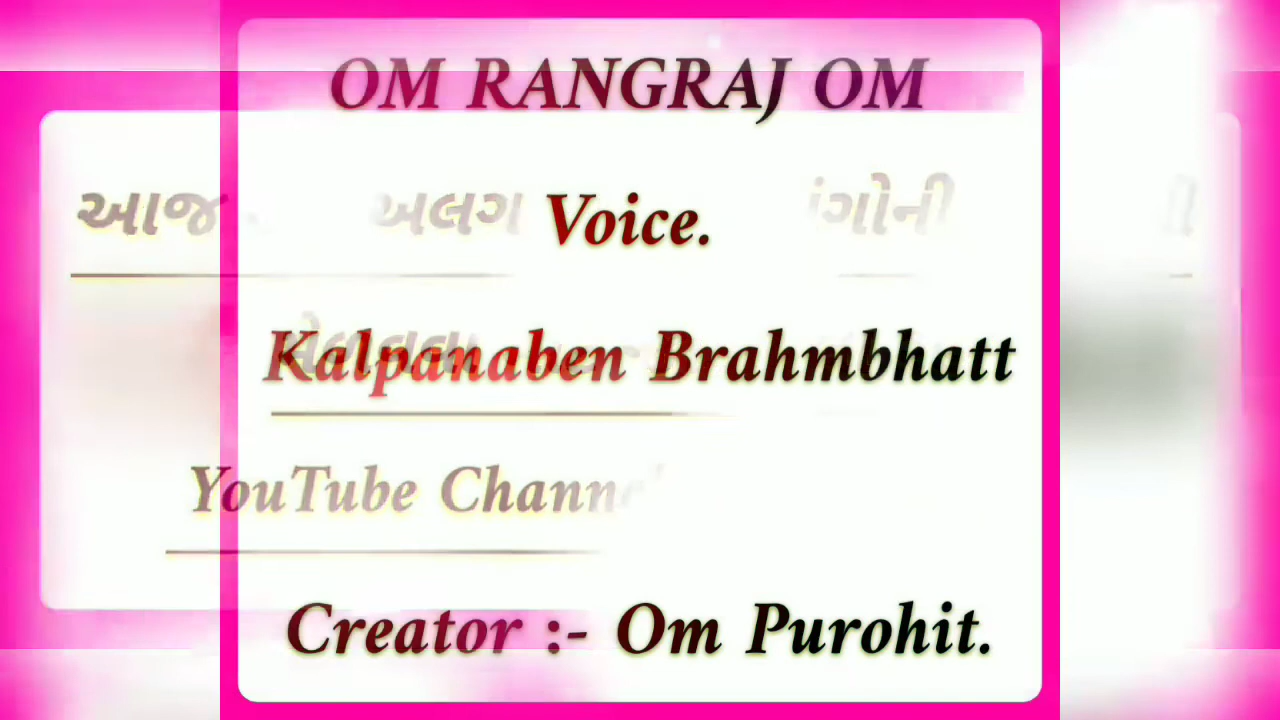 OM RANGRAJ OM
આજ અલગ Voice.
Kalpanaben Brahmbhatt
YouTube
Creator :- Om Purohit.